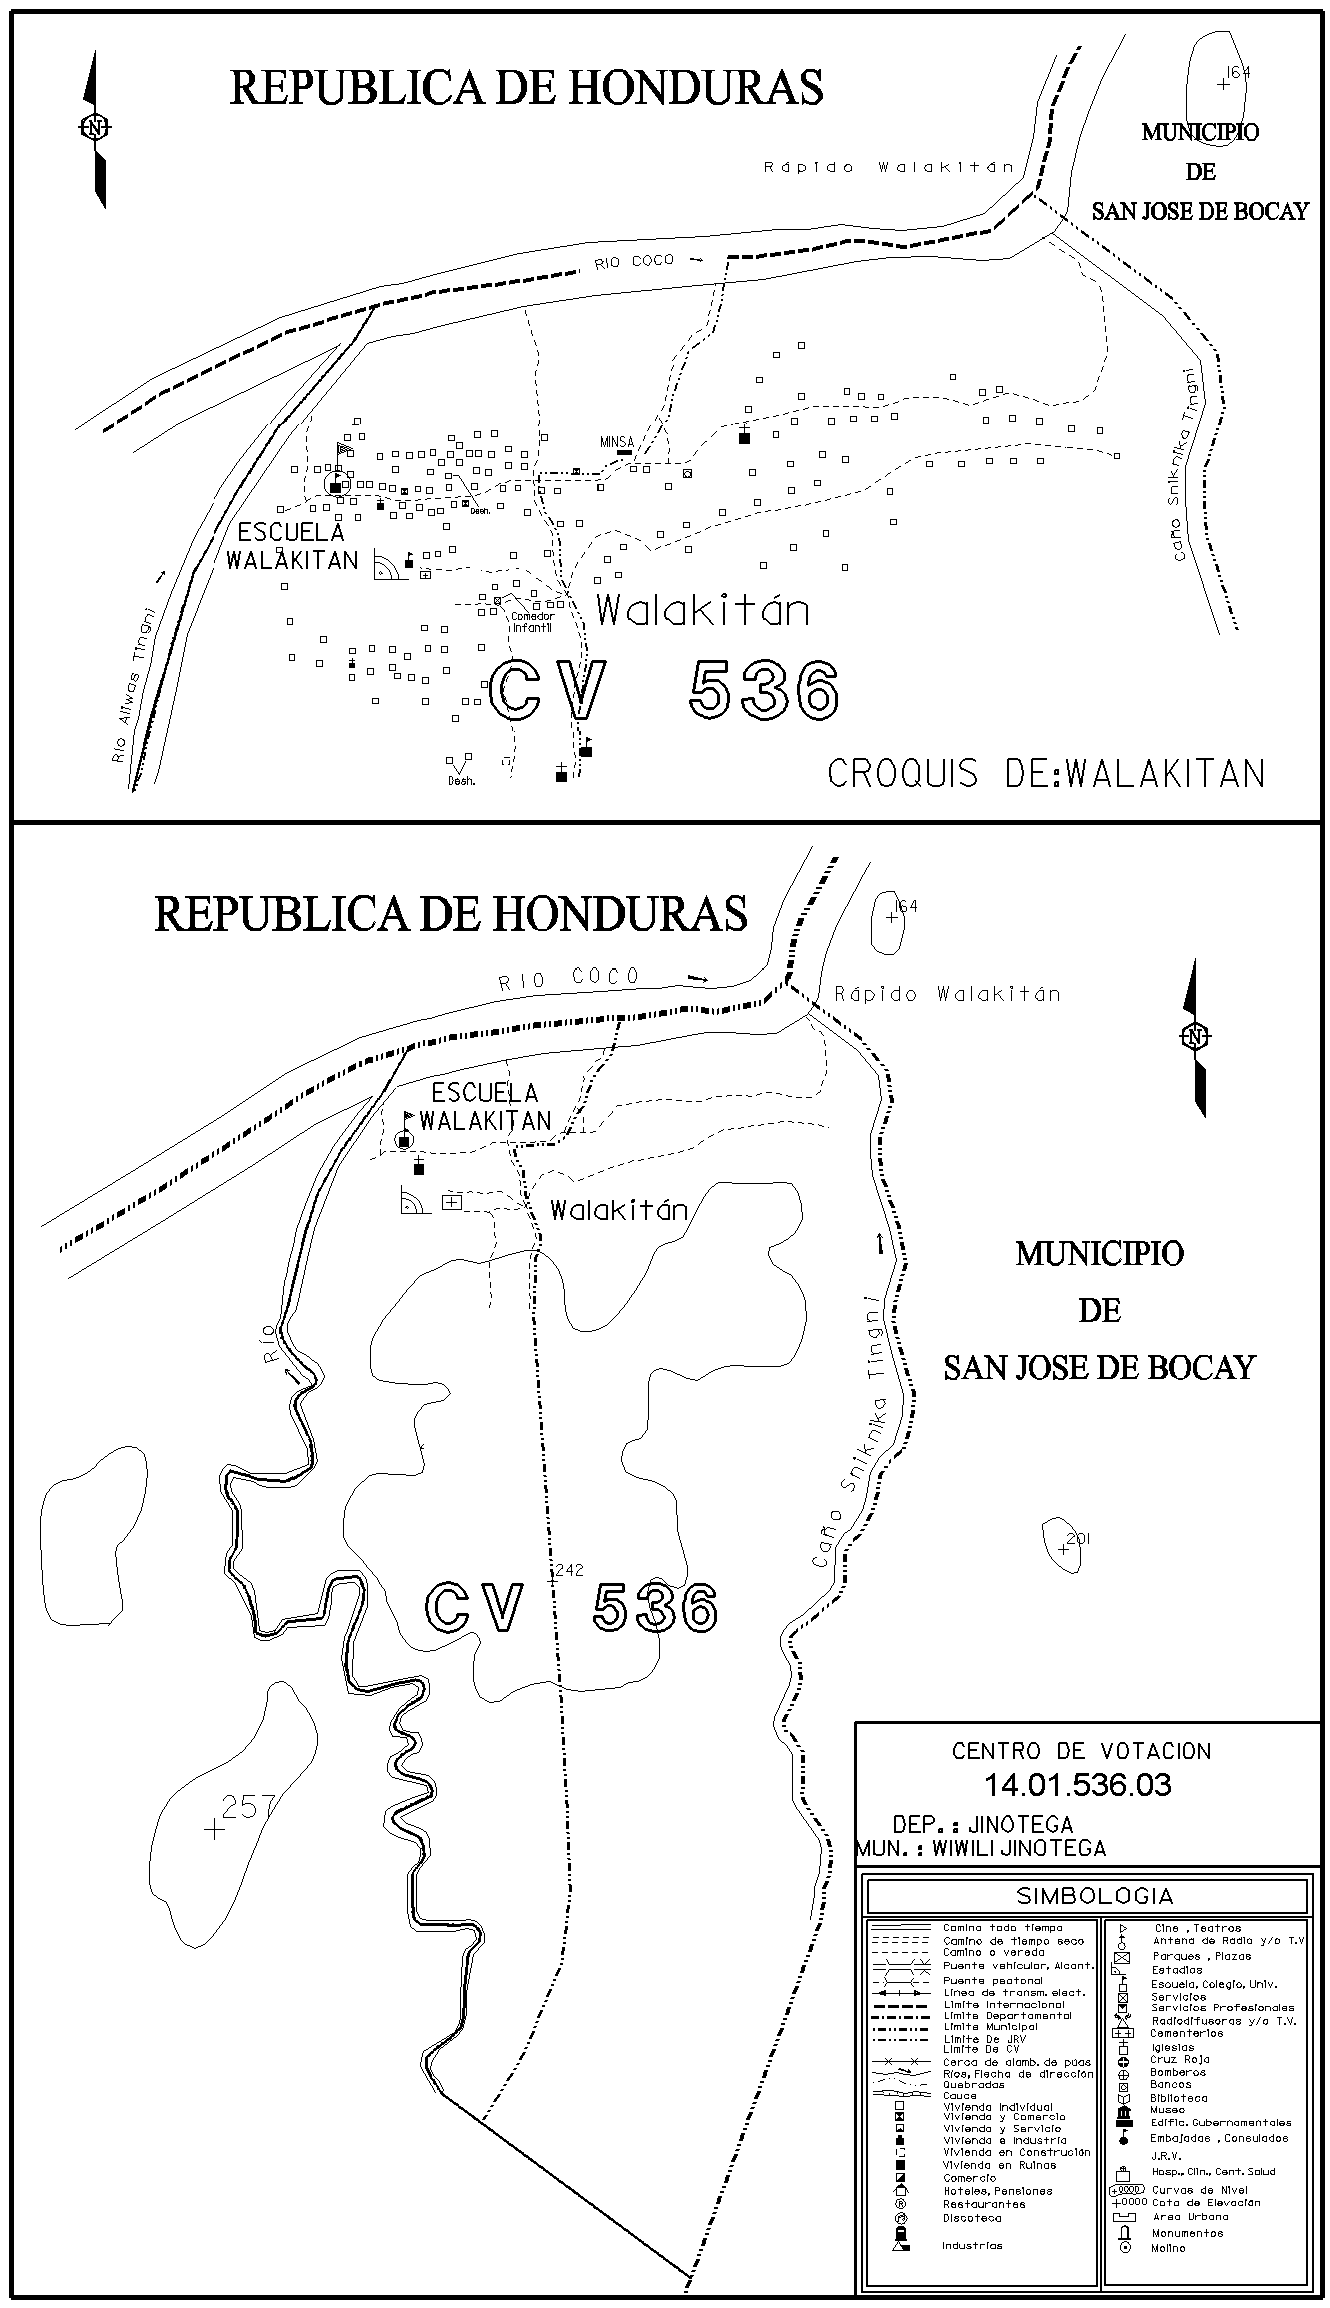 REPUBLICA DE HONDURAS
164
MUNICIPIO
DE
SAN JOSE DE BOCAY
Rápido Walakitán
RIO COCO
N
MINSA
Caño Sniknika Tingni
Desh.
ESCUELA
WALAKITAN
Comedor
Infantil
Walakitán
CV 536
Río Aliwas Tingni
Desh.
CROQUIS DE:WALAKITAN
REPUBLICA DE HONDURAS
164
RIO COCO
Rápido Walakitán
N
ESCUELA
WALAKITAN
Walakitán
MUNICIPIO
DE
SAN JOSE DE BOCAY
Río
Caño Sniknika Tingni
201
242
CV 536
257
CENTRO DE VOTACION
14.01.536.03
DEP.: JINOTEGA
MUN.: WIWILI JINOTEGA
SIMBOLOGIA
Camino todo tiempo
Camino de tiempo seco
Camino o vereda
Puente vehicular, Alcant.
Puente peatonal
Línea de transm. elect.
Limite Internacional
Limite Departamental
Limite Municipal
Limite De JRV
Limite De CV
Cerca de alamb. de púas
Ríos, Flecha de dirección
Quebradas
Cauce
Vivienda Individual
Vivienda y Comercio
Vivienda y Servicio
Vivienda e Industria
Vivienda en Construción
Vivienda en Ruinas
Comercio
Hoteles, Pensiones
Restaurantes
Discoteca
Industrias
Cine , Teatros
Antena de Radio y/o T.V
Parques , Plazas
Estadios
Escuela, Colegio, Univ.
Servicios
Servicios Profesionales
Radiodifusoras y/o T.V.
Cementerios
Iglesias
Cruz Roja
Bomberos
Bancos
Biblioteca
Museo
Edific. Gubernamentales
Embajadas , Consulados
J.R.V.
Hosp., Clin., Cent. Salud
Curvas de Nivel
Cota de Elevación
Area Urbana
Monumentos
Molino